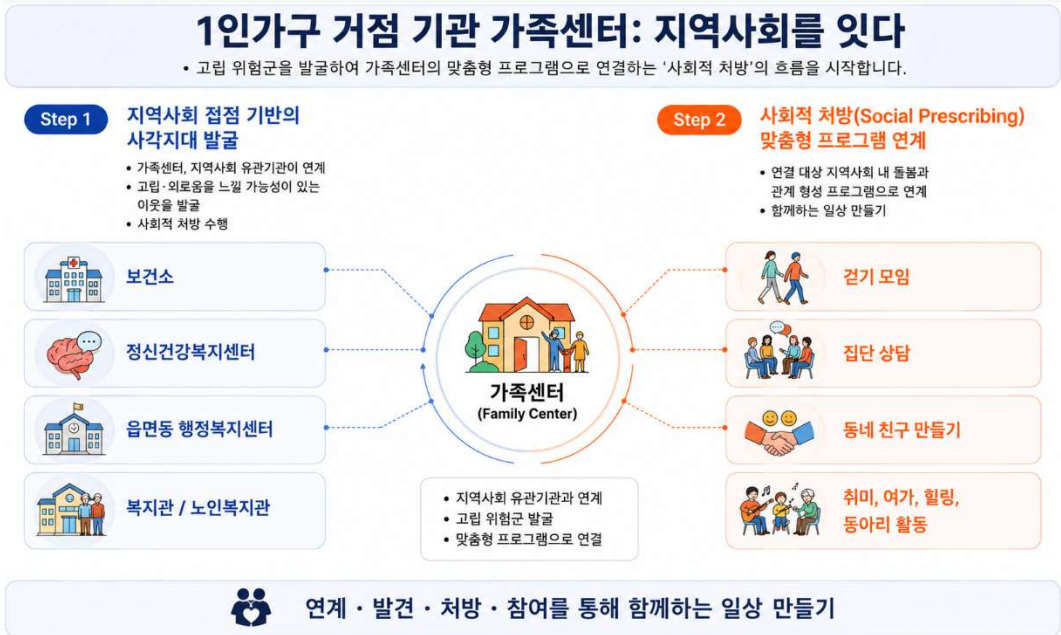 1인가구 거점 기관 가족센터: 지역사회를 잇다
• 고립 위험군을 발굴하여 가족센터의 맞춤형 프로그램으로 연결하는 ‘사회적 처방’의 흐름을 시작합니다.
Step 1
지역사회 접점 기반의
사각지대 발굴
• 가족센터, 지역사회 유관기관이 연계
• 고립·외로움을 느낄 가능성이 있는
이웃을 발굴
• 사회적 처방 수행
보건소
정신건강복지센터
읍면동 행정복지센터
복지관 / 노인복지관
가족센터
(Family Center)
• 지역사회 유관기관과 연계
• 고립 위험군 발굴
• 맞춤형 프로그램으로 연결
Step 2
사회적 처방(Social Prescribing)
맞춤형 프로그램 연계
• 연결 대상 지역사회 내 돌봄과
관계 형성 프로그램으로 연계
• 함께하는 일상 만들기
걷기 모임
집단 상담
동네 친구 만들기
취미, 여가, 힐링,
동아리 활동
연계 · 발견 · 처방 · 참여를 통해 함께하는 일상 만들기